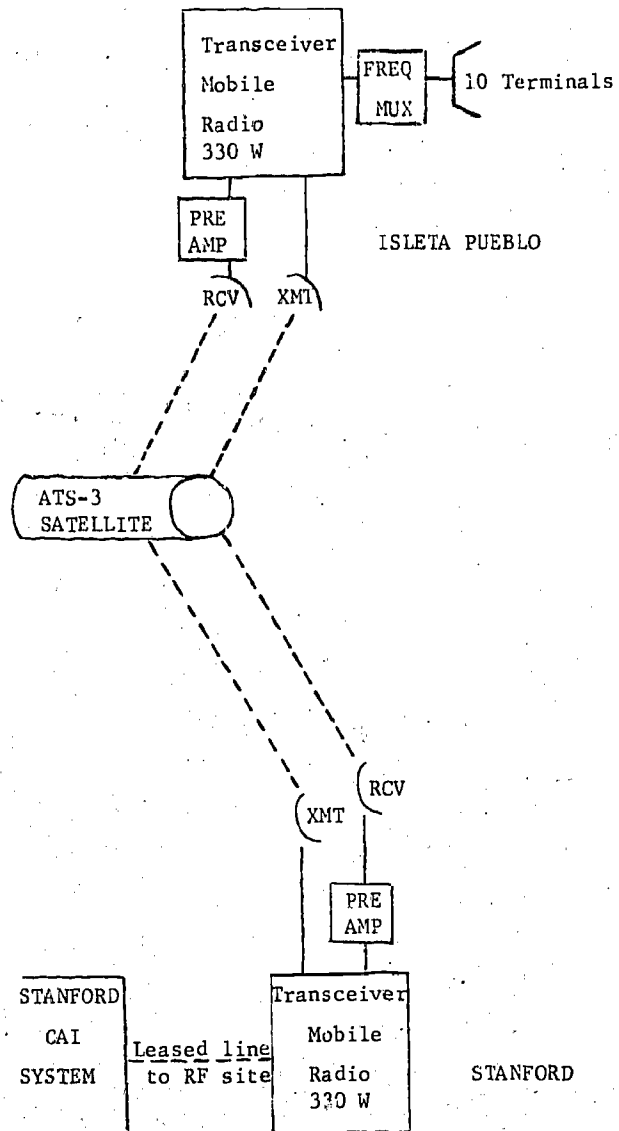 Transceiver
Mobile
Radio
330 W
FREQ
MUX
10 Terminals
PRE
AMP
ISLETA PUEBLO
RCV
XMT
ATS-3
SATELLITE
RCV
XMT
PRE
AMP
STANFORD
CAI
SYSTEM
Leased line
to RF site
Transceiver
Mobile
Radio
330 W
STANFORD